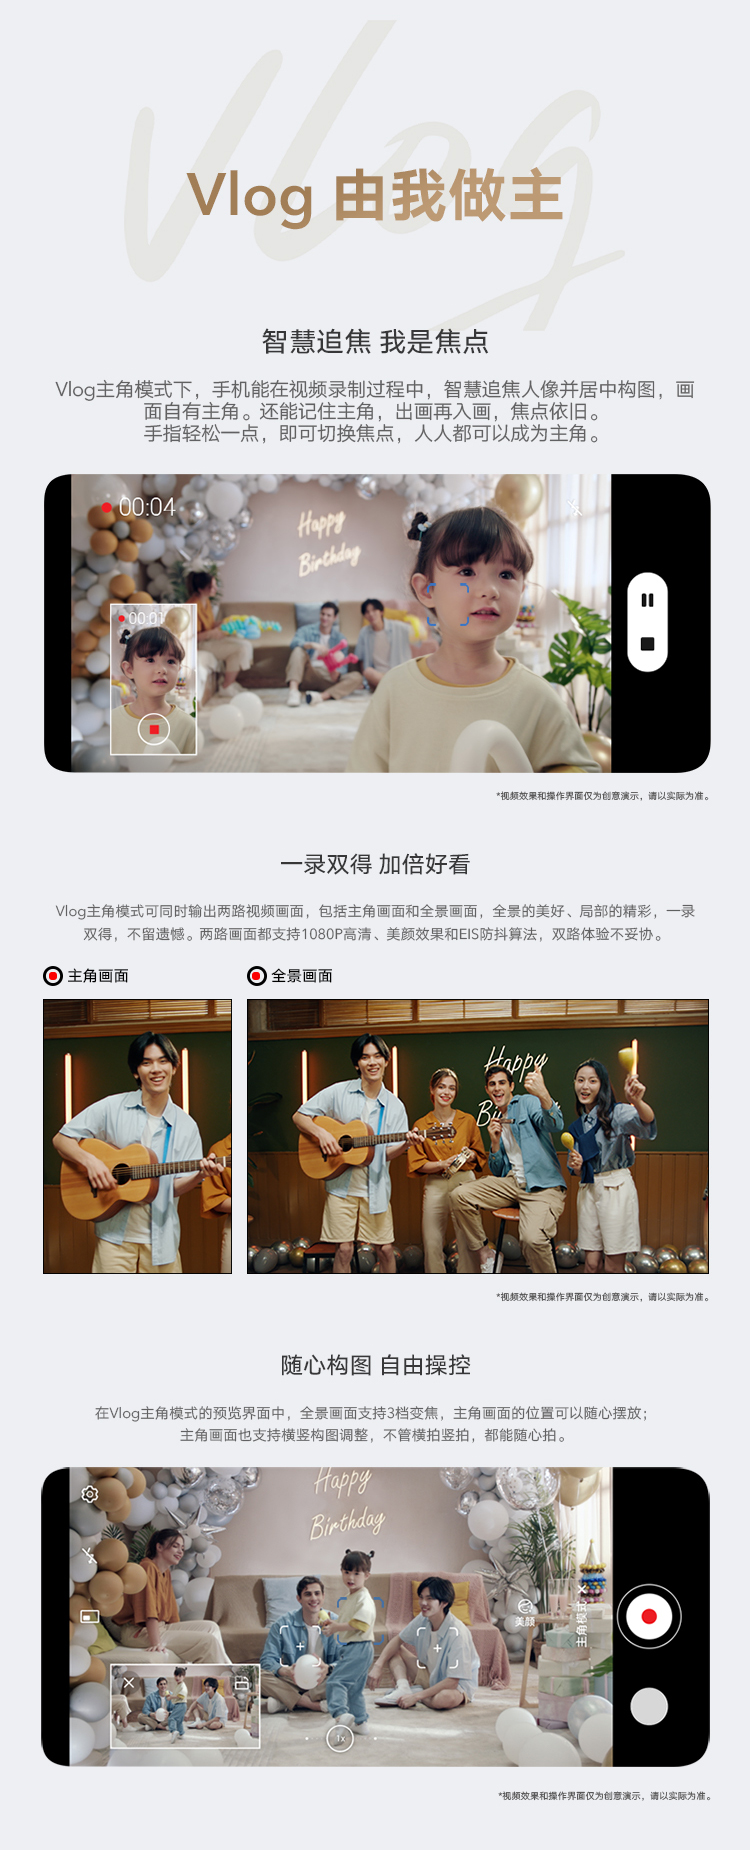 Vlog
Vlog 由我做主
智慧追焦 我是焦点
Vlog主角模式下，手机能在视频录制过程中，智慧追焦人像并居中构图，画
面自有主角。还能记住主角，出画再入画，焦点依旧。
手指轻松一点，即可切换焦点，人人都可以成为主角。
00:04
Happy
Birthday
00:01
*视频效果和操作界面仅为创意演示，请以实际为准。
一录双得 加倍好看
Vlog主角模式可同时输出两路视频画面，包括主角画面和全景画面，全景的美好、局部的精彩，一录
双得，不留遗憾。两路画面都支持1080P高清、美颜效果和EIS防抖算法，双路体验不妥协。
主角画面
全景画面
Happy
Bi
*视频效果和操作界面仅为创意演示，请以实际为准。
随心构图 自由操控
在Vlog主角模式的预览界面中，全景画面支持3档变焦，主角画面的位置可以随心摆放；
主角画面也支持横竖构图调整，不管横拍竖拍，都能随心拍。
Happy
Birthday
美颜
主角模式
1x
*视频效果和操作界面仅为创意演示，请以实际为准。